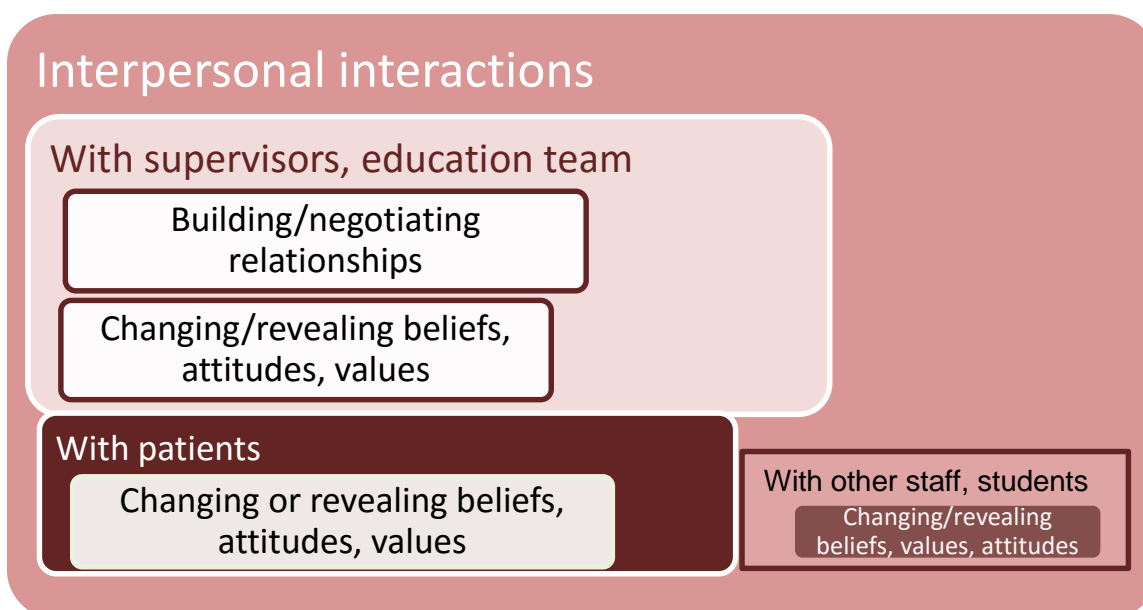 Interpersonal interactions
With supervisors, education team
Building/negotiating
relationships
Changing/revealing beliefs,
attitudes, values
With patients
Changing or revealing beliefs,
attitudes, values
With other staff, students
Changing/revealing
beliefs, values, attitudes